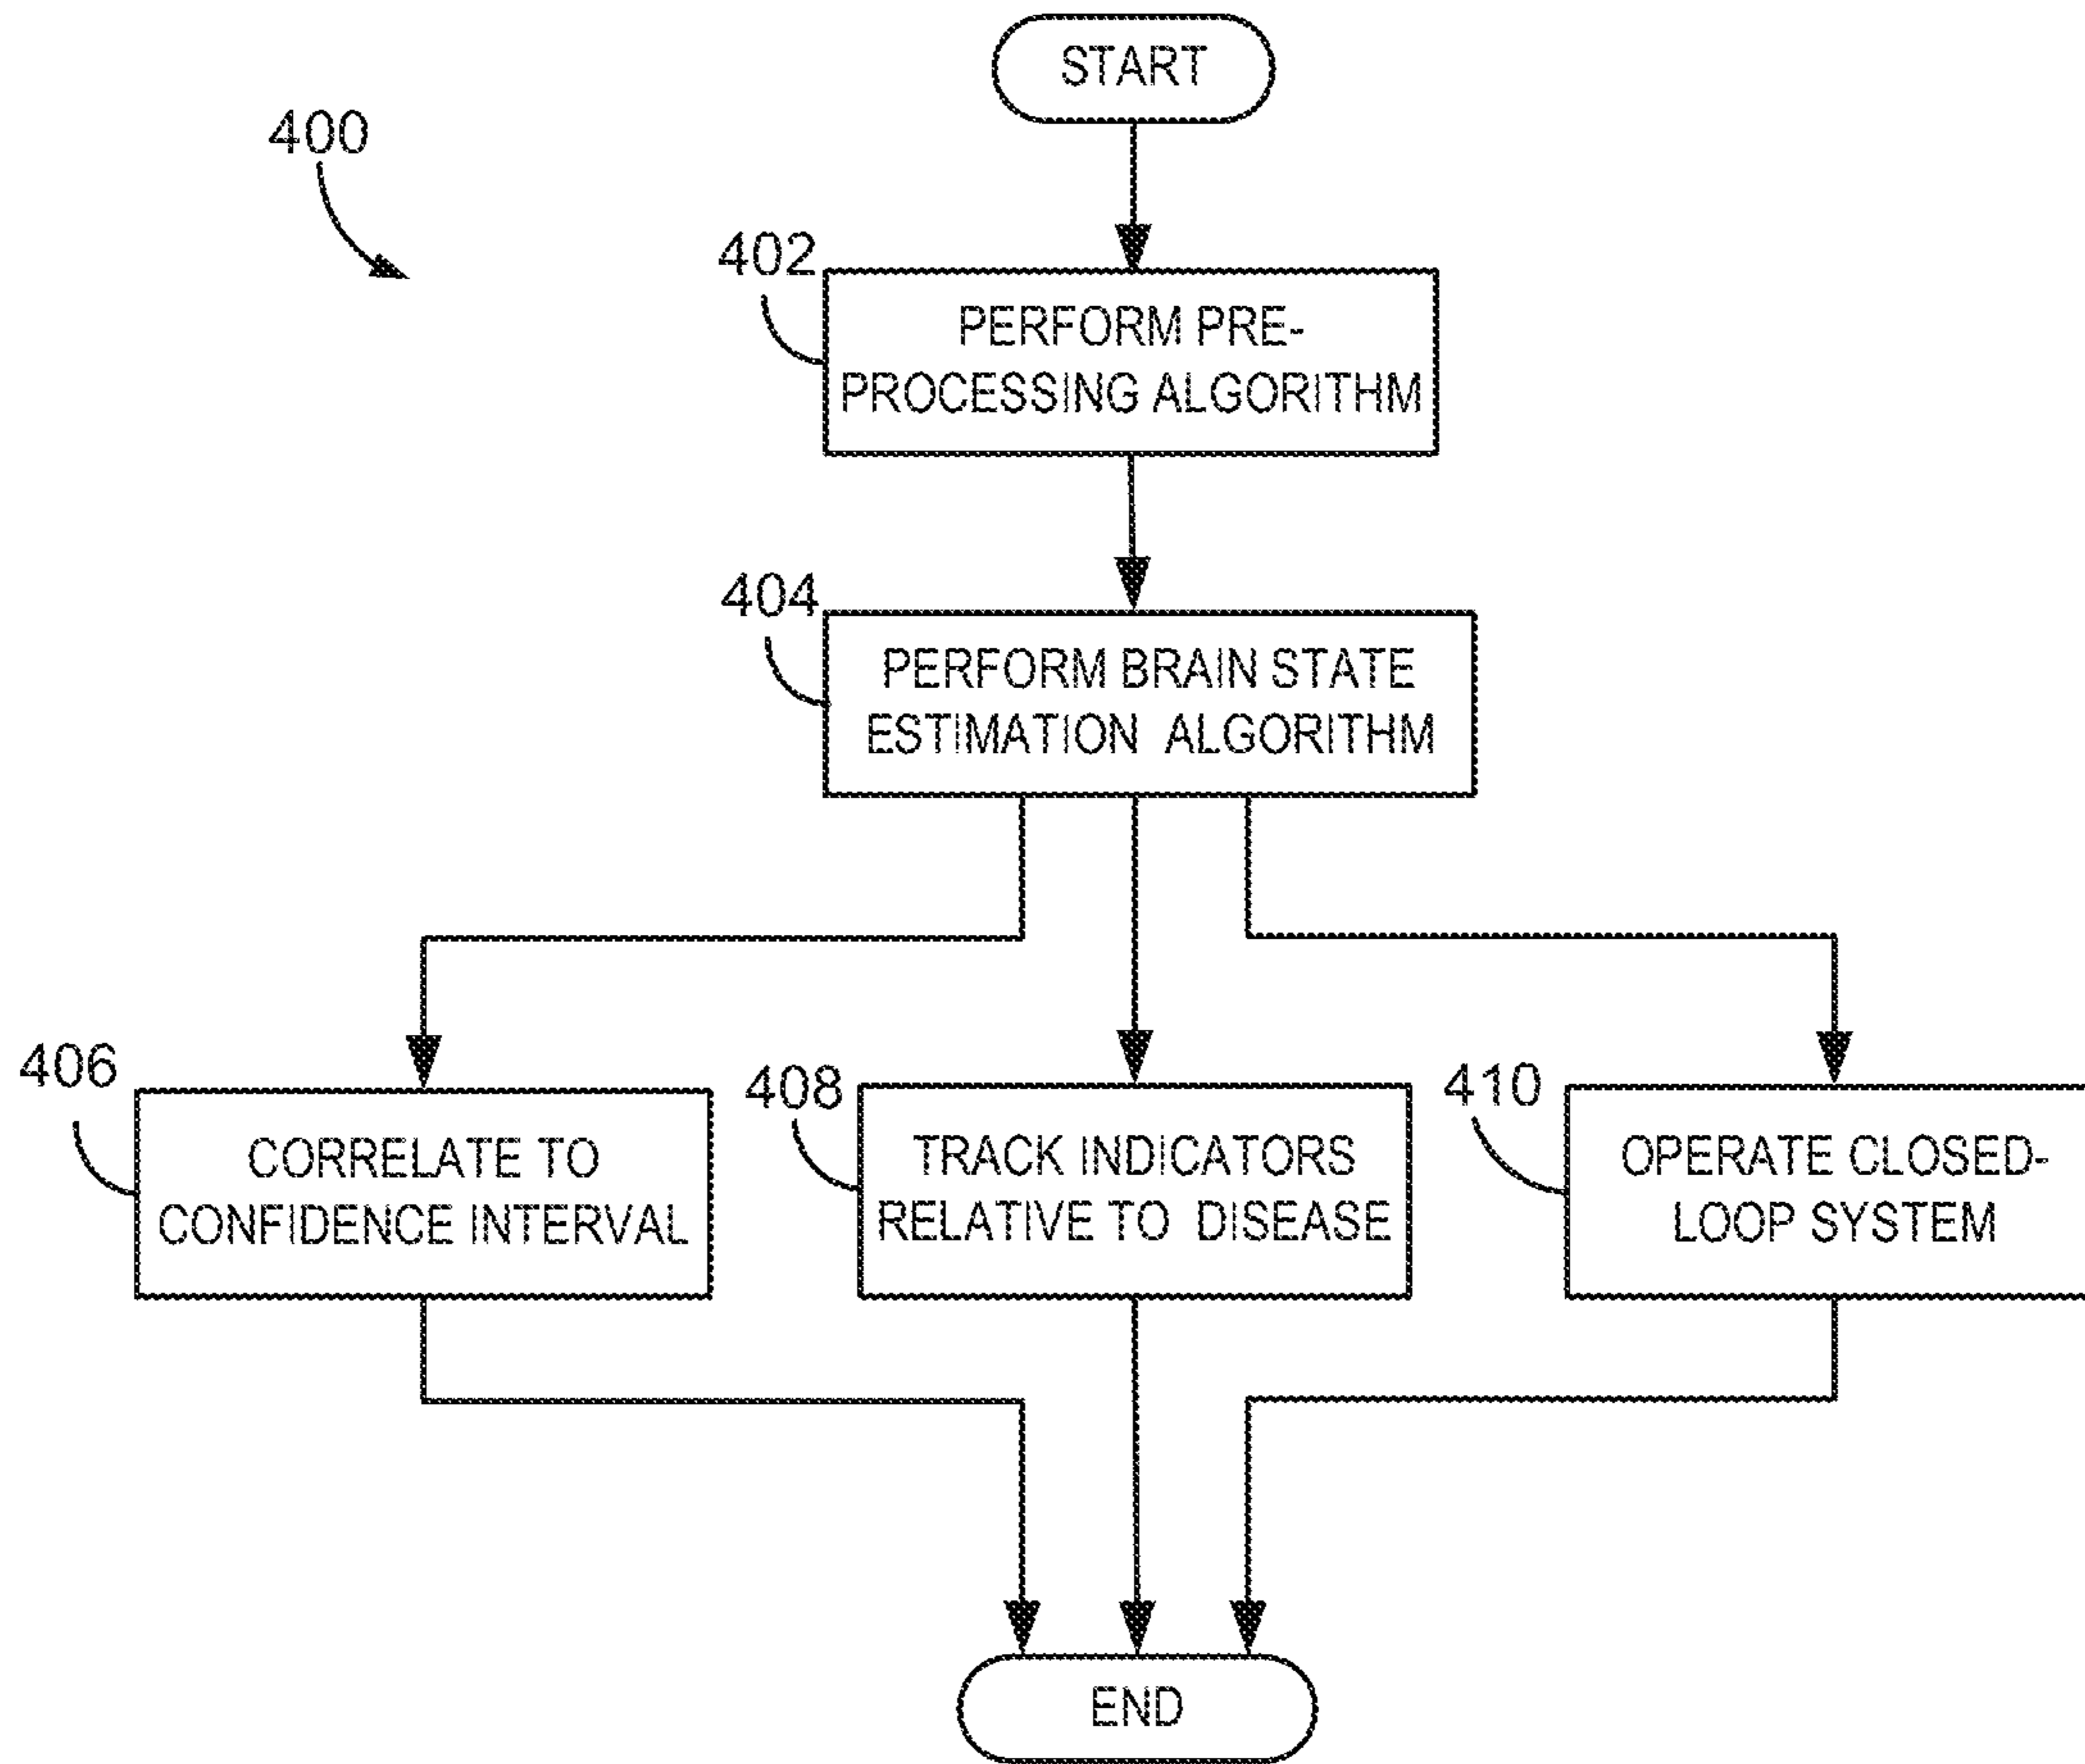 START
400
402
PERFORM PRE-
PROCESSING ALGORITHM
404
PERFORM BRAIN STATE
ESTIMATION ALGORITHM
406
CORRELATE TO
CONFIDENCE INTERVAL
408
TRACK INDICATORS
RELATIVE TO DISEASE
410
OPERATE CLOSED-
LOOP SYSTEM
END